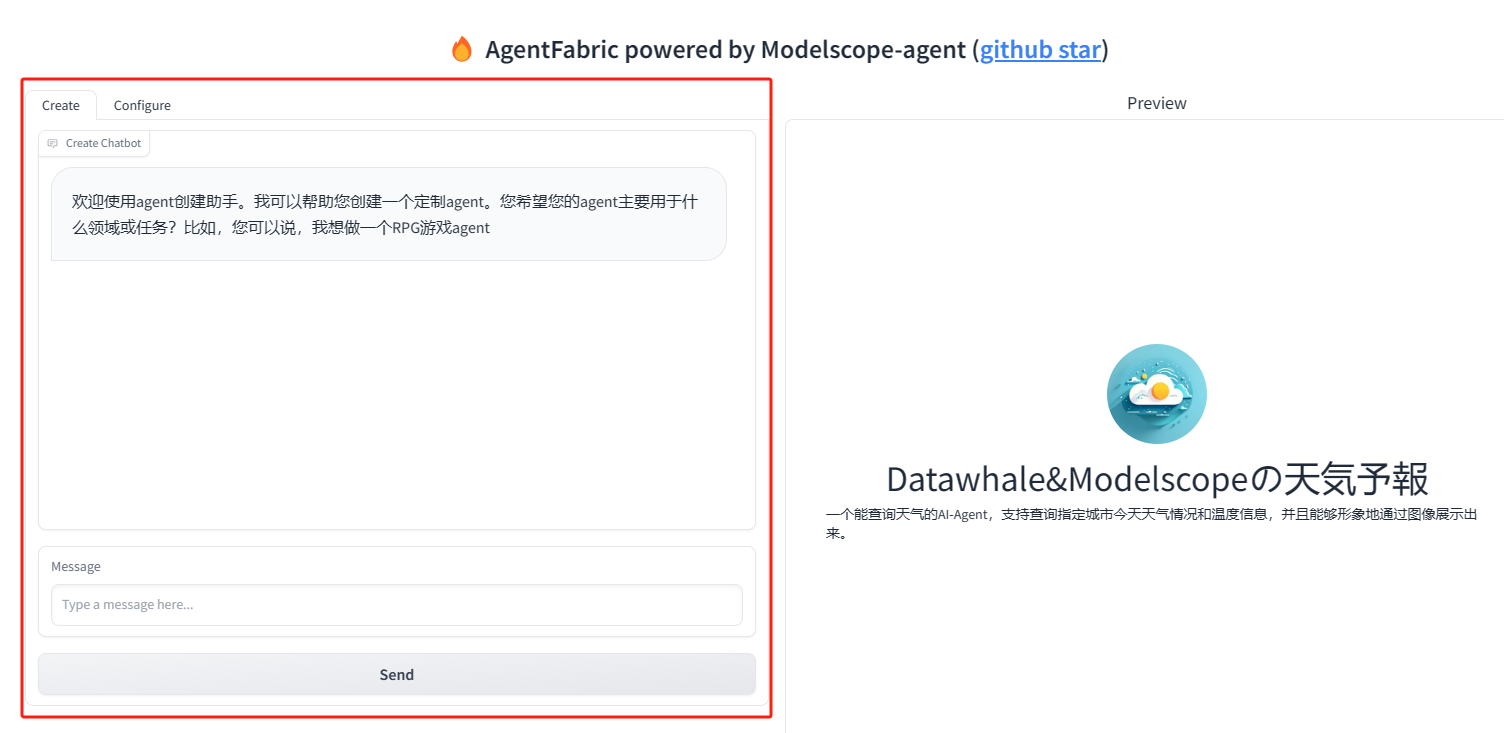 AgentFabric powered by Modelscope-agent (github star)
Create
Configure
Create Chatbot
欢迎使用agent创建助手。我可以帮助您创建一个定制agent。您希望您的agent主要用于什
么领域或任务？比如，您可以说，我想做一个RPG游戏agent
Message
Type a message here...
Send
Preview
Datawhale&Modelscopeの天気予報
一个能查询天气的AI-Agent，支持查询指定城市今天天气情况和温度信息，并且能够形象地通过图像展示出
来。